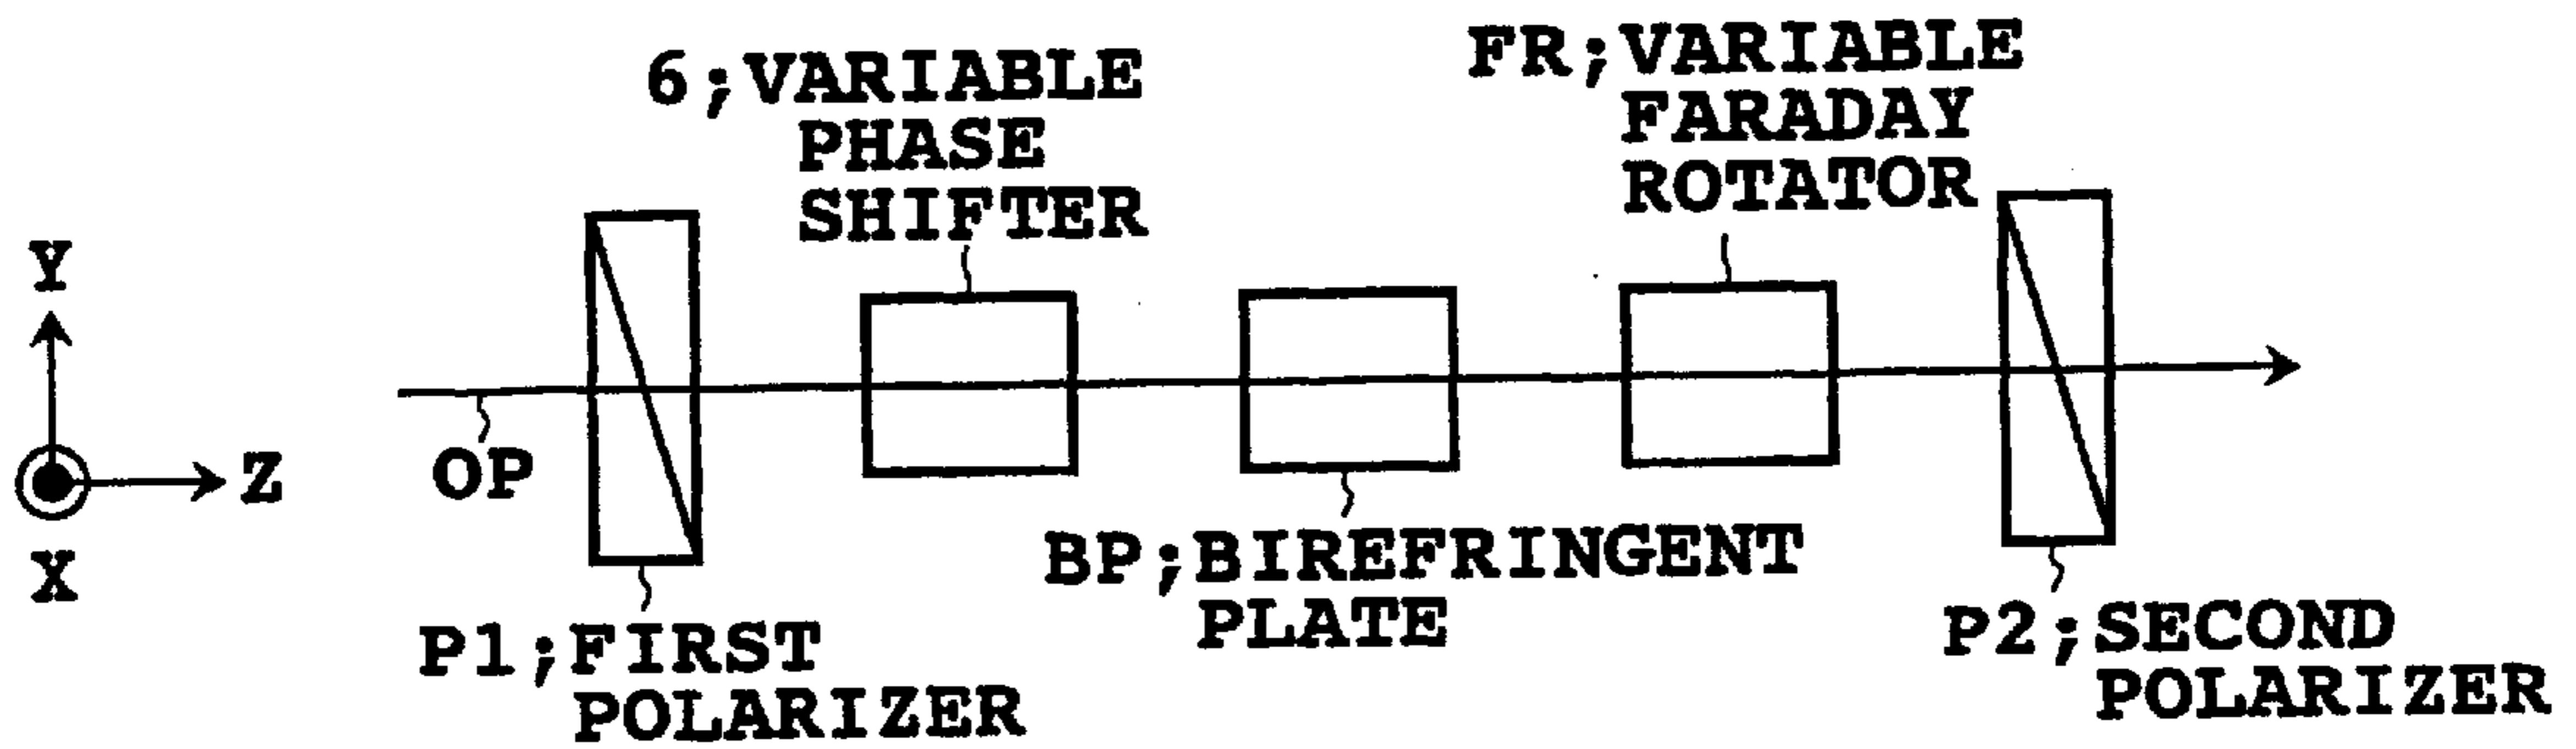 6;VARIABLE
PHASE
SHIFTER
FR;VARIABLE
FARADAY
ROTATOR
Y
Z
X
OP
P1;FIRST
POLARIZER
BP;BIREFRINGENT
PLATE
P2;SECOND
POLARIZER